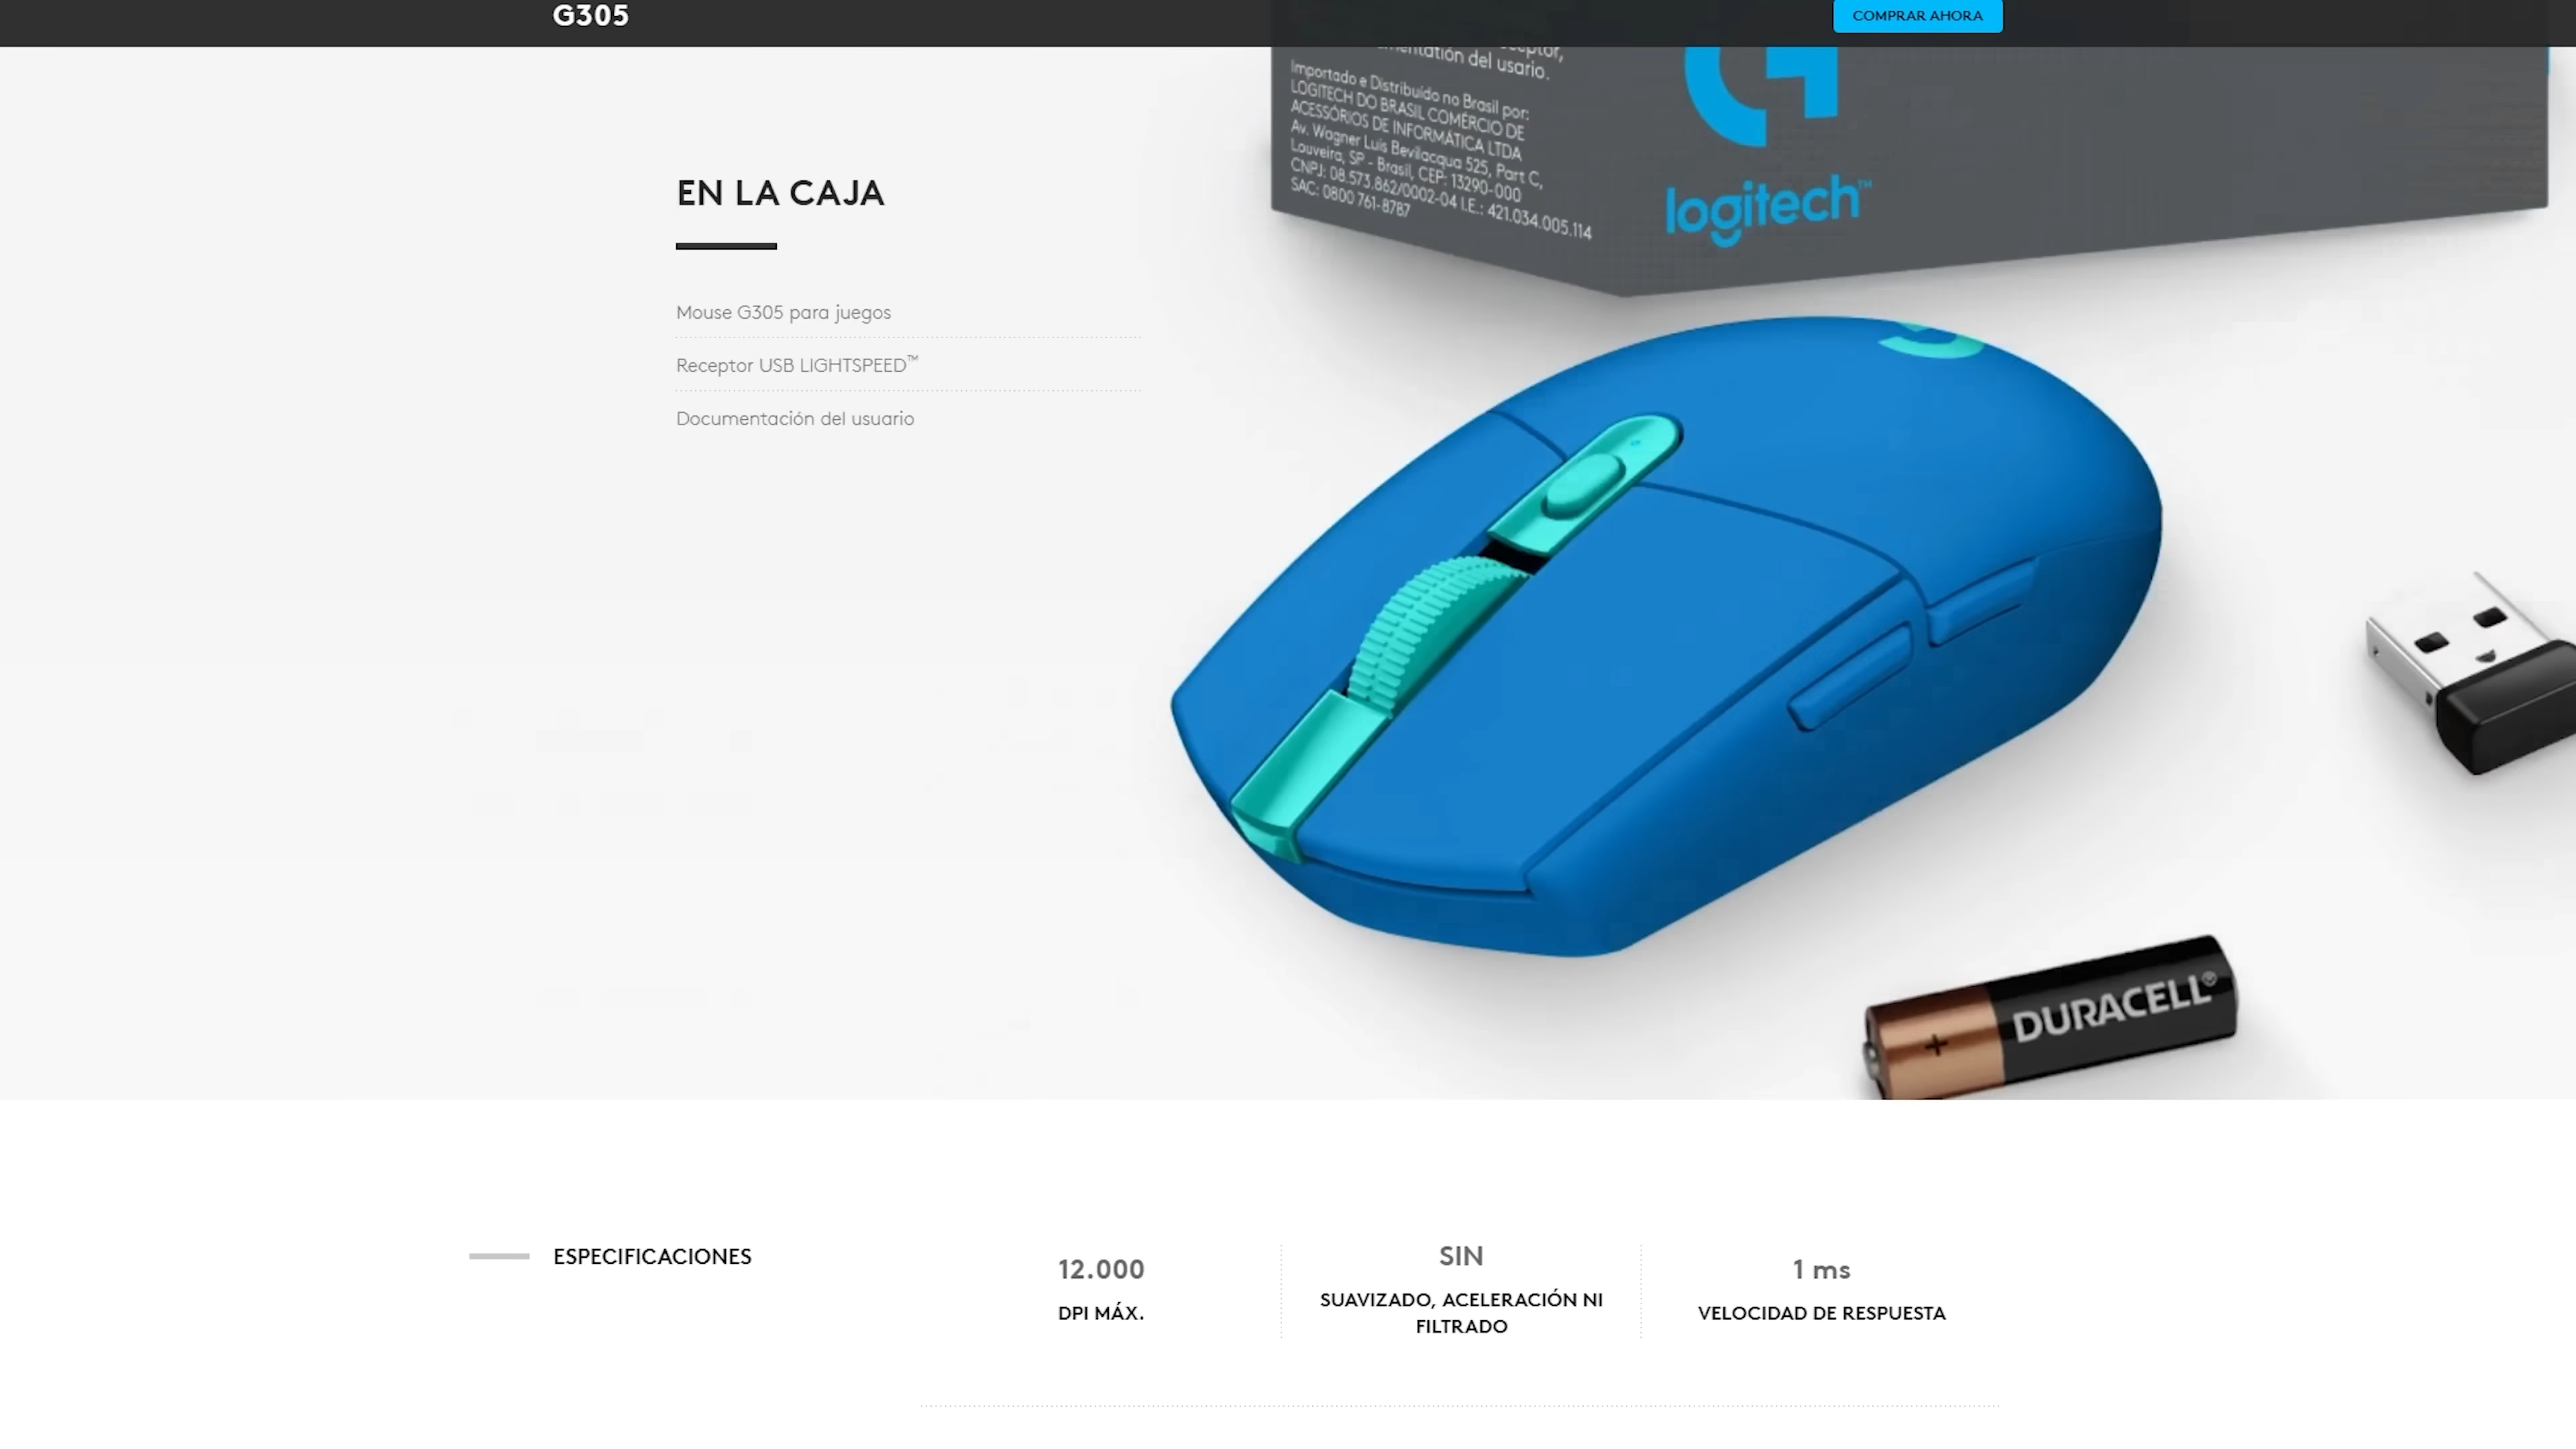 G305
COMPRAR AHORA
del usario.
Importado e Distribuído no Brasil por:
LOGITECH DO BRASIL COMÉRCIO DE
ACESSÓRIOS DE INFORMÁTICA LTDA
Av. Wagner Luis Bevilacqua 525, Part C,
Louveira, SP - Brasil, CEP: 13290-000
CNPJ: 08.573.862/0002-04 I.E.: 421.034.005.114
SAC: 0800 761-8787
logitech™
EN LA CAJA
Mouse G305 para juegos
Receptor USB LIGHTSPEED™
Documentación del usuario
+ DURACELL®
ESPECIFICACIONES
12.000
DPI MÁX.
SIN
SUAVIZADO, ACELERACIÓN NI
FILTRADO
1 ms
VELOCIDAD DE RESPUESTA